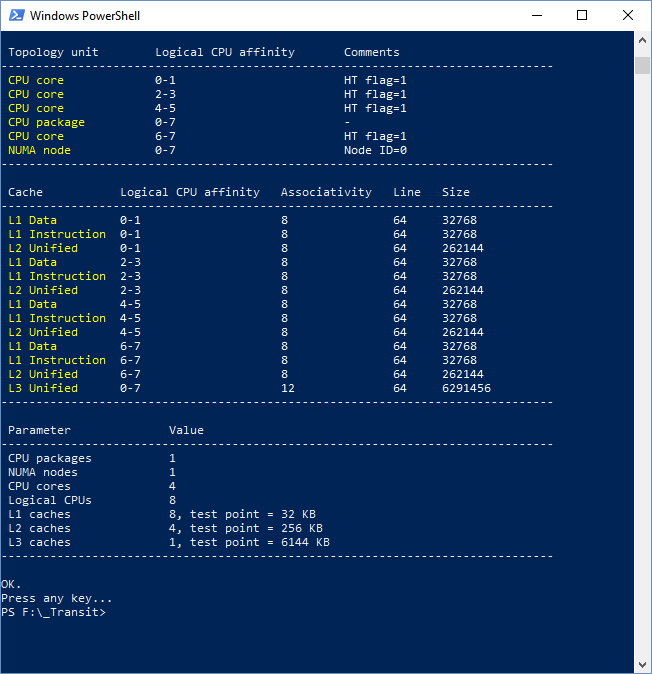 Windows PowerShell
Topology unit        Logical CPU affinity       Comments
-------------------------------------------------------------------------------
CPU core             0-1                        HT flag=1
CPU core             2-3                        HT flag=1
CPU core             4-5                        HT flag=1
CPU package          0-7                        -
CPU core             6-7                        HT flag=1
NUMA node            0-7                        Node ID=0
-------------------------------------------------------------------------------
Cache           Logical CPU affinity   Associativity   Line   Size
-------------------------------------------------------------------------------
L1 Data         0-1                    8               64     32768
L1 Instruction  0-1                    8               64     32768
L2 Unified      0-1                    8               64     262144
L1 Data         2-3                    8               64     32768
L1 Instruction  2-3                    8               64     32768
L2 Unified      2-3                    8               64     262144
L1 Data         4-5                    8               64     32768
L1 Instruction  4-5                    8               64     32768
L2 Unified      4-5                    8               64     262144
L1 Data         6-7                    8               64     32768
L1 Instruction  6-7                    8               64     32768
L2 Unified      6-7                    8               64     262144
L3 Unified      0-7                    12              64     6291456
-------------------------------------------------------------------------------
Parameter              Value
-------------------------------------------------------------------------------
CPU packages           1
NUMA nodes             1
CPU cores              4
Logical CPUs           8
L1 caches              8, test point = 32 KB
L2 caches              4, test point = 256 KB
L3 caches              1, test point = 6144 KB
-------------------------------------------------------------------------------
OK.
Press any key...
PS F:\_Transit>